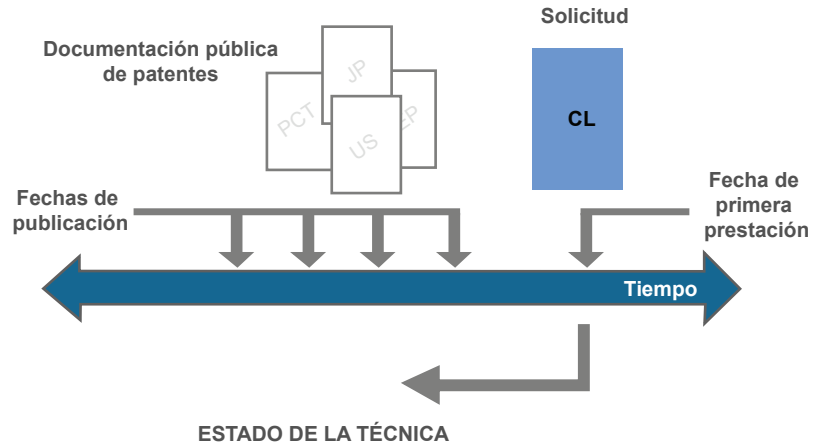 Solicitud
Documentación pública
de patentes
JP
PCT
EP
US
CL
Fechas de
publicación
Fecha de
primera
prestación
Tiempo
ESTADO DE LA TÉCNICA